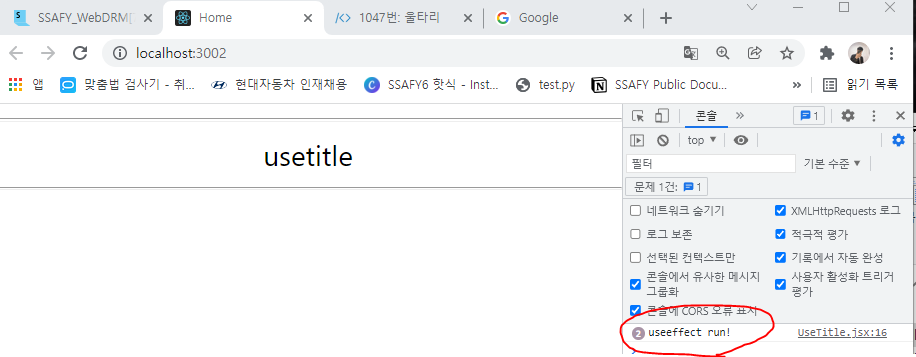 SSAFY_WebDRM[
Home
1047번: 울타리
Google
localhost:3002
앱
맞춤법 검사기 - 취...
현대자동차 인재채용
SSAFY6 핫식 - Inst...
test.py
SSAFY Public Docu...
»
읽기 목록
usetitle
콘솔
»
1
top ▼
필터
기본 수준 ▼
문제 1건: 1
네트워크 숨기기
XMLHttpRequests 로그
로그 보존
적극적 평가
선택된 컨텍스트만
기록에서 자동 완성
콘솔에서 유사한 메시지
그룹화
사용자 활성화 트리거
평가
콘솔에 CORS 오류 표시
2 useeffect run!
UseTitle.jsx:16